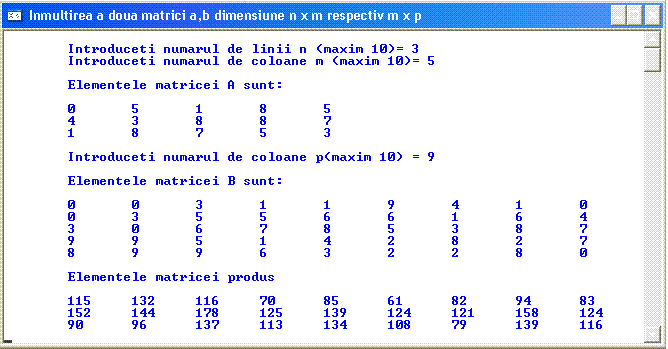 Inmultirea a doua matrici a,b dimensiune n x m respectiv m x p
Introduceti numarul de linii n (maxim 10)= 3
Introduceti numarul de coloane m (maxim 10)= 5
Elementele matricei A sunt:
0 5 1 8 5
4 3 8 8 7
1 8 7 5 3
Introduceti numarul de coloane p(maxim 10) = 9
Elementele matricei B sunt:
0 0 3 1 1 9 4 1 0
0 3 5 5 6 6 1 6 4
3 0 6 7 8 5 3 8 7
9 9 5 1 4 2 8 2 7
8 9 9 6 3 2 2 8 0
Elementele matricei produs
115 132 116 70 85 61 82 94 83
152 144 178 125 139 124 121 158 124
90 96 137 113 134 108 79 139 116